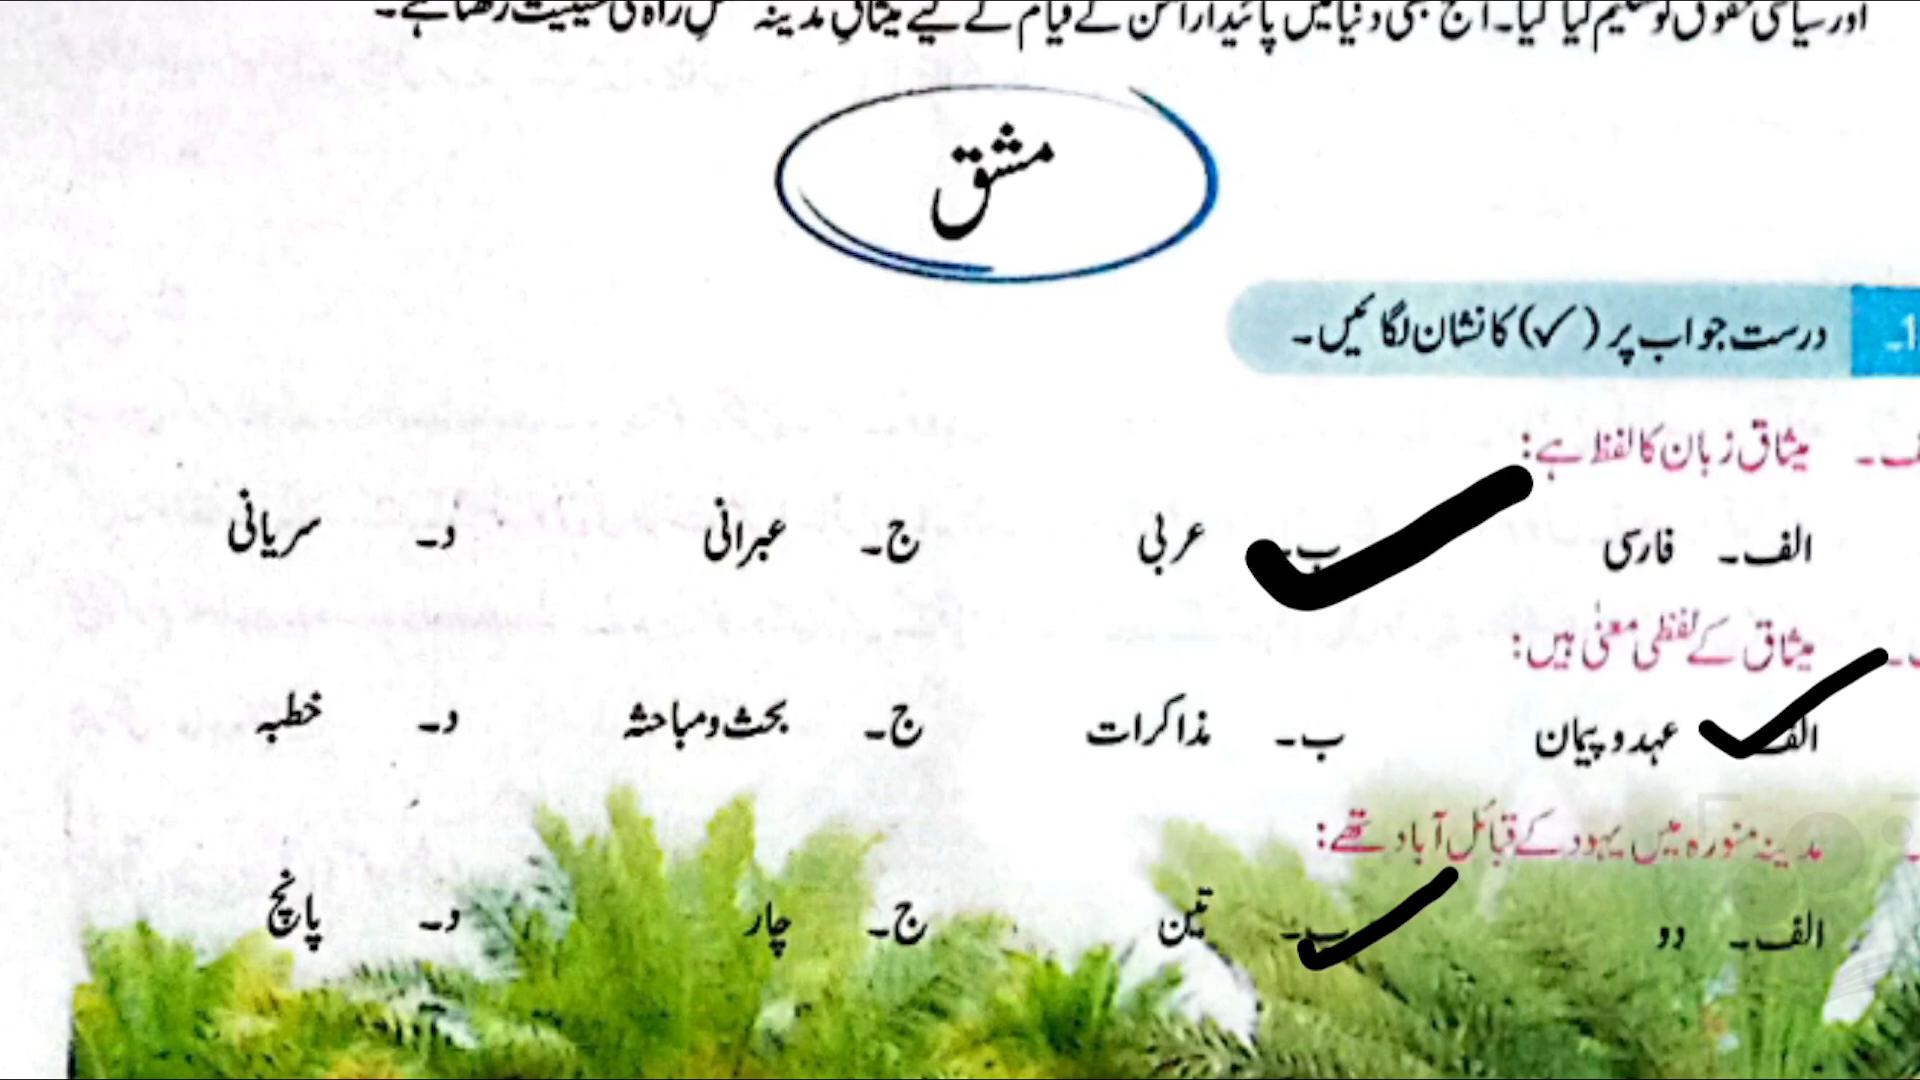 اور سیاسی حقوق کو تسلیم کیا گیا۔ آج بھی دنیا میں پائیدار امن کے قیام کے لیے میثاقِ مدینہ مشعلِ راہ کی حیثیت رکھتا ہے۔
مشق
1۔ درست جواب پر (✓) کا نشان لگائیں۔
میثاق زبان کا لفظ ہے:
الف۔ فارسی ب۔ عربی ج۔ عبرانی د۔ سریانی
میثاق کے لفظی معنیٰ ہیں:
الف۔ عہد و پیمان ب۔ مذاکرات ج۔ بحث و مباحثہ د۔ خطبہ
مدینہ منورہ میں یہود کے قبائل آباد تھے:
الف۔ دو ب۔ تین ج۔ چار د۔ پانچ